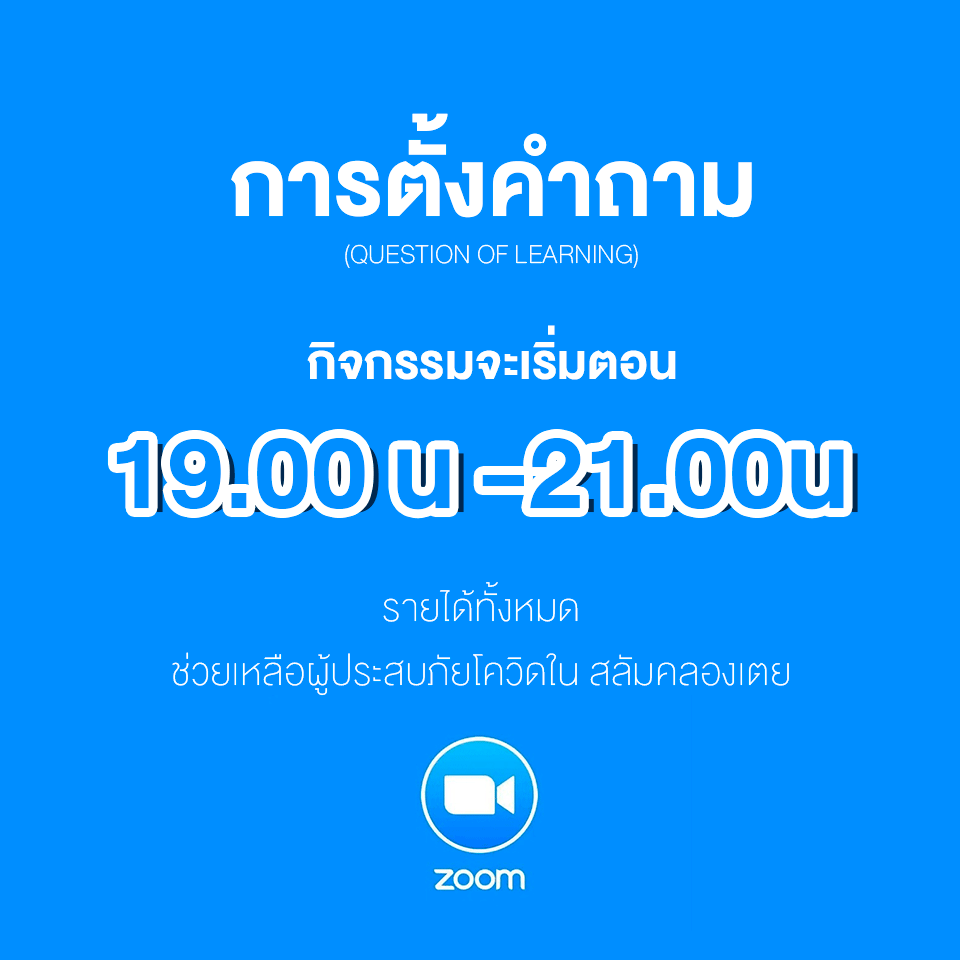 การตั้งคำถาม
(QUESTION OF LEARNING)
กิจกรรมจะเริ่มตอน
19.00 น –21.00น
รายได้ทั้งหมด
ช่วยเหลือผู้ประสบภัยโควิดใน สลัมคลองเตย
zoom